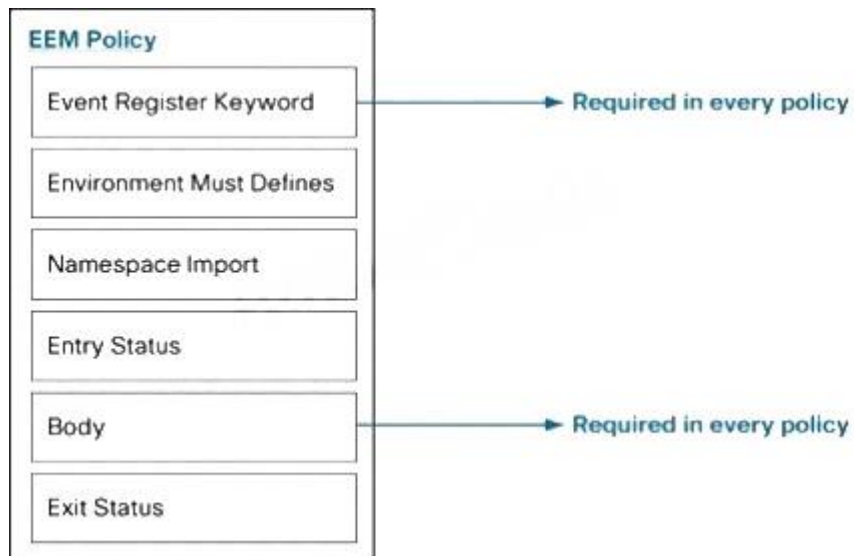 EEM Policy
Event Register Keyword
Required in every policy
Environment Must Defines
Namespace Import
Entry Status
Body
Required in every policy
Exit Status